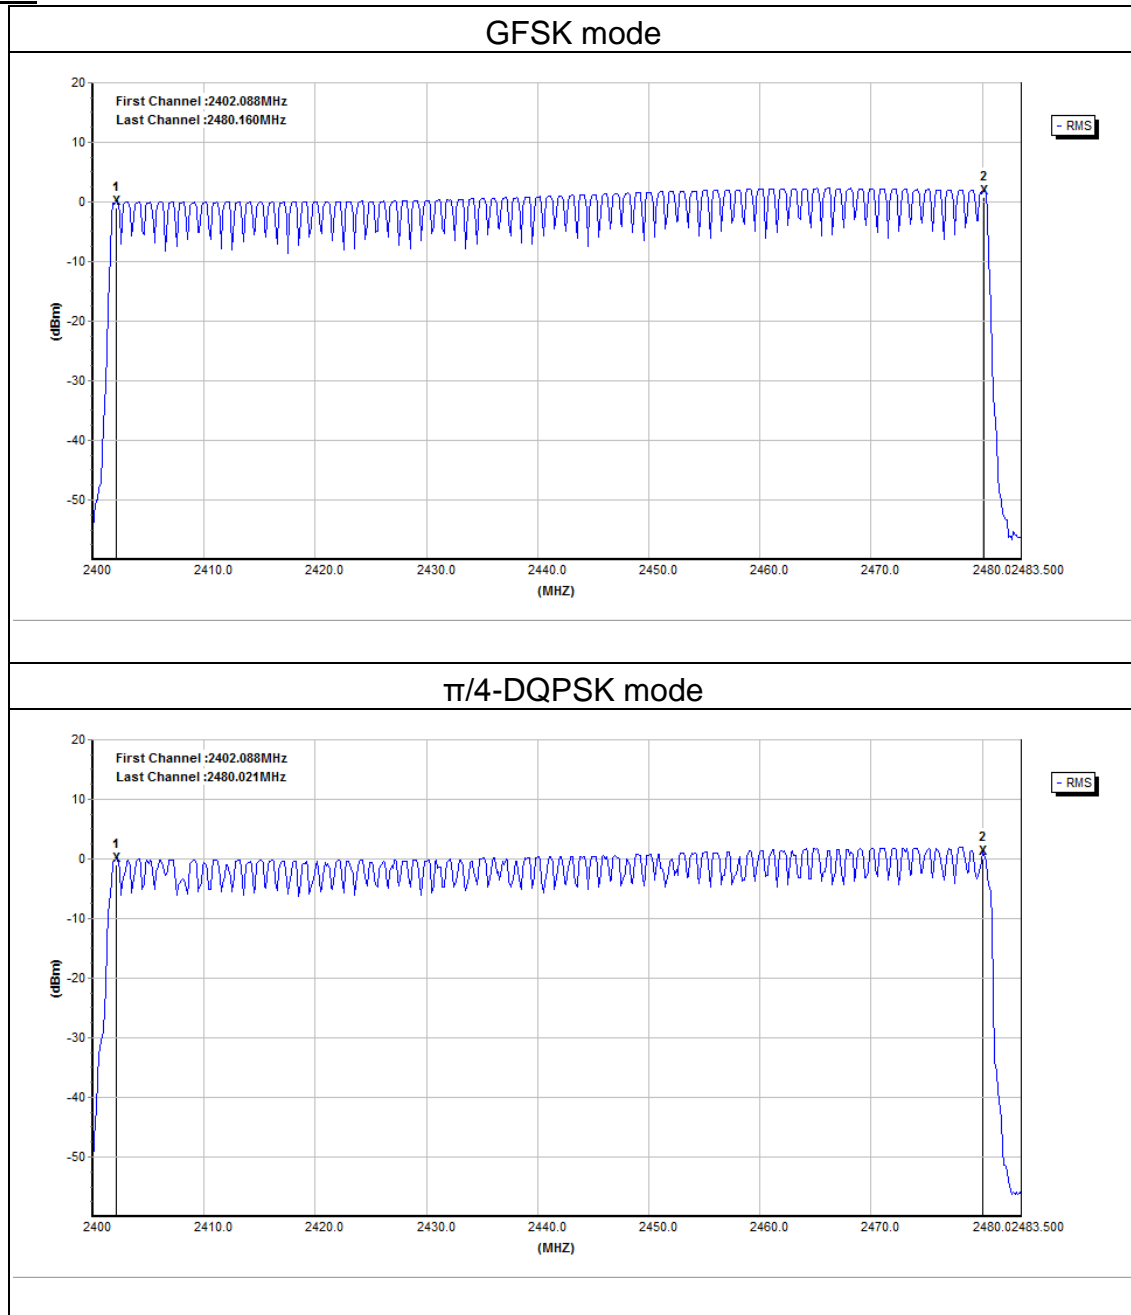 GFSK mode
First Channel :2402.088MHz
Last Channel :2480.160MHz
- RMS
20
10
0
-10
-20
-30
-40
-50
(dBm)
1
X
2
X
2400 2410.0 2420.0 2430.0 2440.0 2450.0 2460.0 2470.0 2480.02483.500
(MHZ)
π/4-DQPSK mode
First Channel :2402.088MHz
Last Channel :2480.021MHz
- RMS
20
10
0
-10
-20
-30
-40
-50
(dBm)
1
X
2
X
2400 2410.0 2420.0 2430.0 2440.0 2450.0 2460.0 2470.0 2480.02483.500
(MHZ)